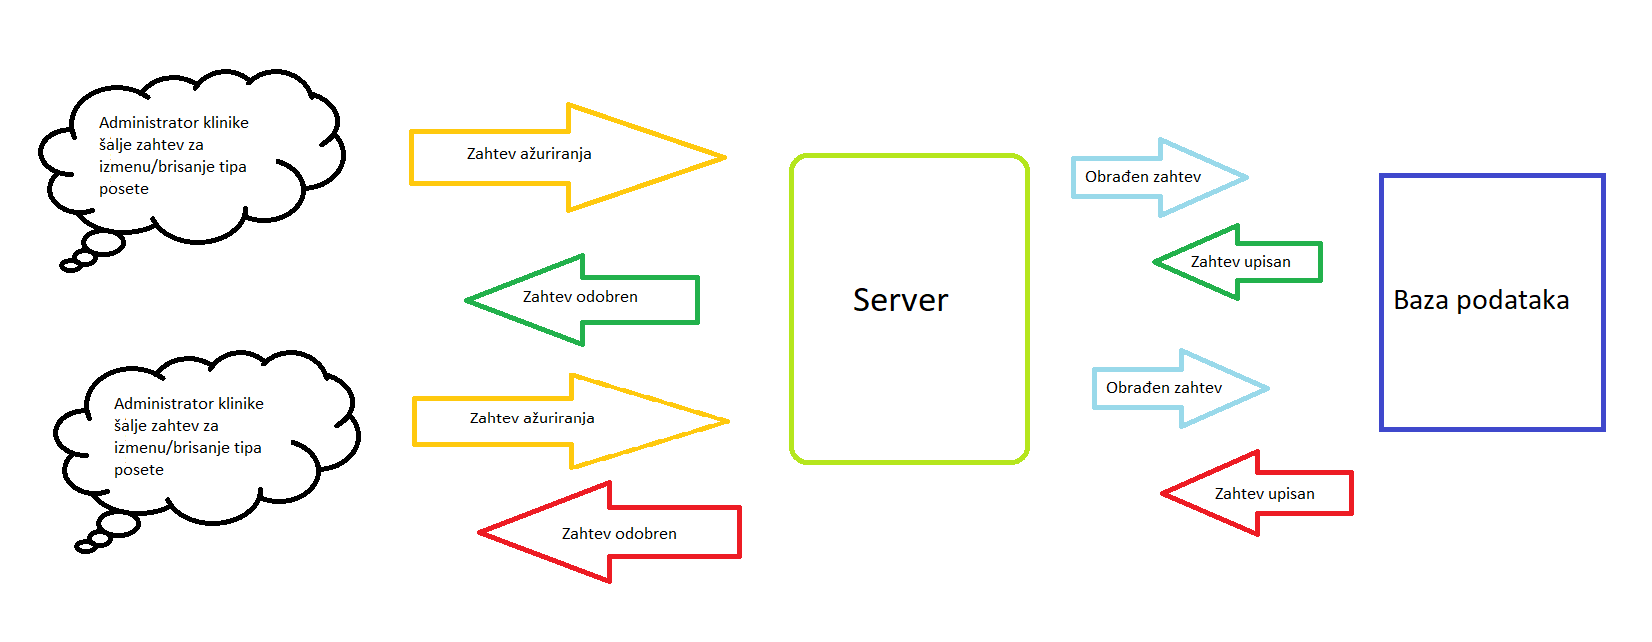 Administrator klinike
šalje zahtev za
izmenu/brisanje tipa
posete
Zahtev ažuriranja
Zahtev odobren
Administrator klinike
šalje zahtev za
izmenu/brisanje tipa
posete
Zahtev ažuriranja
Zahtev odobren
Server
Obrađen zahtev
Zahtev upisan
Obrađen zahtev
Zahtev upisan
Baza podataka